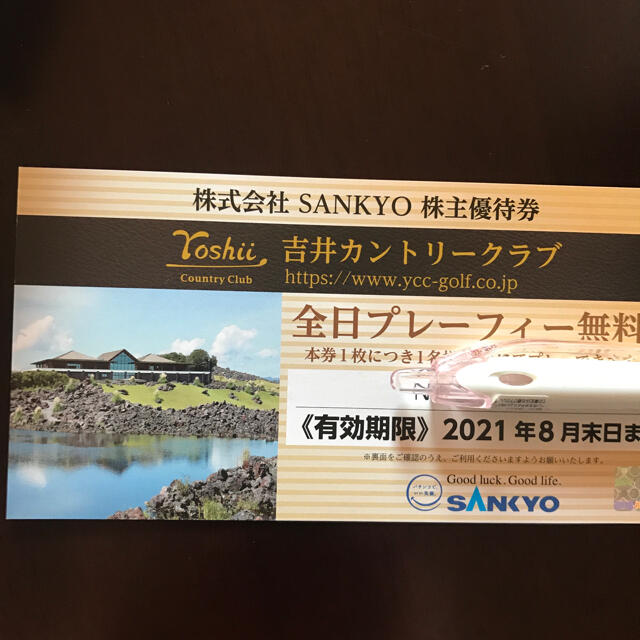 株式会社 SANKYO 株主優待券
Yoshii
Country Club
吉井カントリークラブ
https://www.ycc-golf.co.jp
全日プレーフィー無料
本券1枚につき1名
《有効期限》2021年8月末日ま
※裏面をご確認のうえ、ご利用くださいますようお願いいたします。
Good luck. Good life.
SANKYO